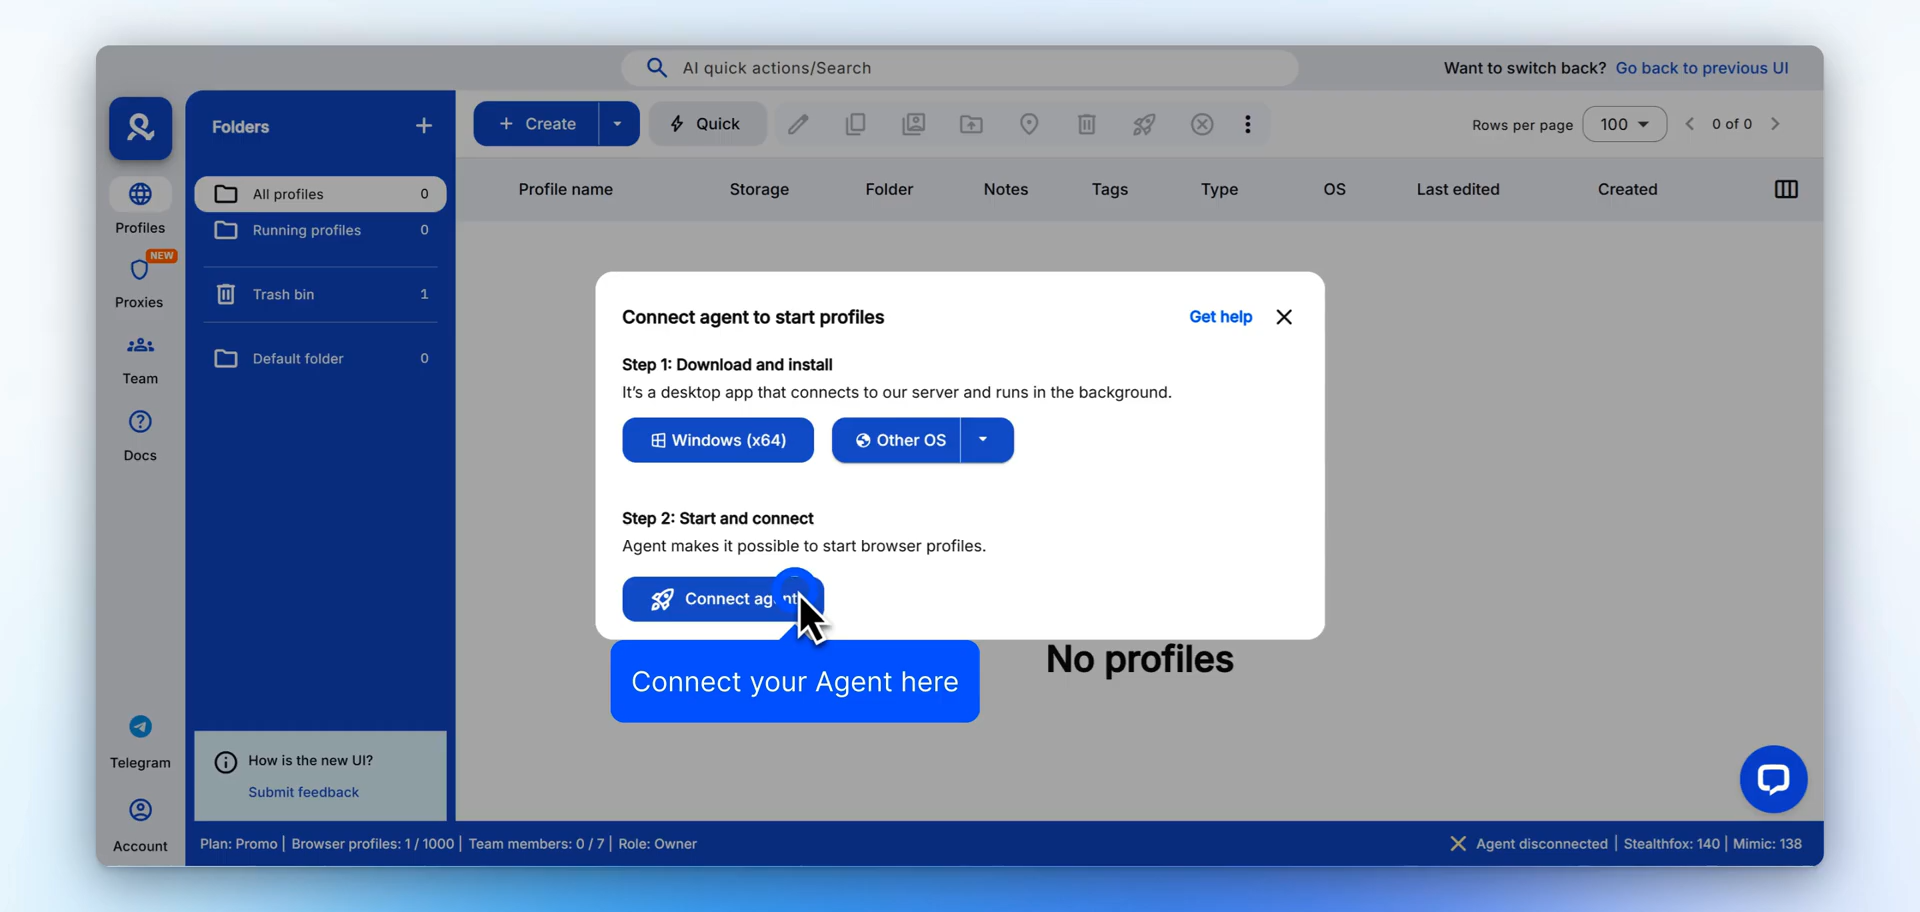 AI quick actions/Search
Want to switch back? Go back to previous UI
Folders
Create
Quick
Rows per page
100
0 of 0
Profiles
NEW
Proxies
Team
Docs
Telegram
Account
All profiles 0
Running profiles 0
Trash bin 1
Default folder 0
Profile name Storage Folder Notes Tags Type OS Last edited Created
Connect agent to start profiles
Get help
Step 1: Download and install
It's a desktop app that connects to our server and runs in the background.
Windows (x64)
Other OS
Step 2: Start and connect
Agent makes it possible to start browser profiles.
Connect agent
Connect your Agent here
No profiles
How is the new UI?
Submit feedback
Plan: Promo | Browser profiles: 1 / 1000 | Team members: 0 / 7 | Role: Owner
Agent disconnected | Stealthfox: 140 | Mimic: 138